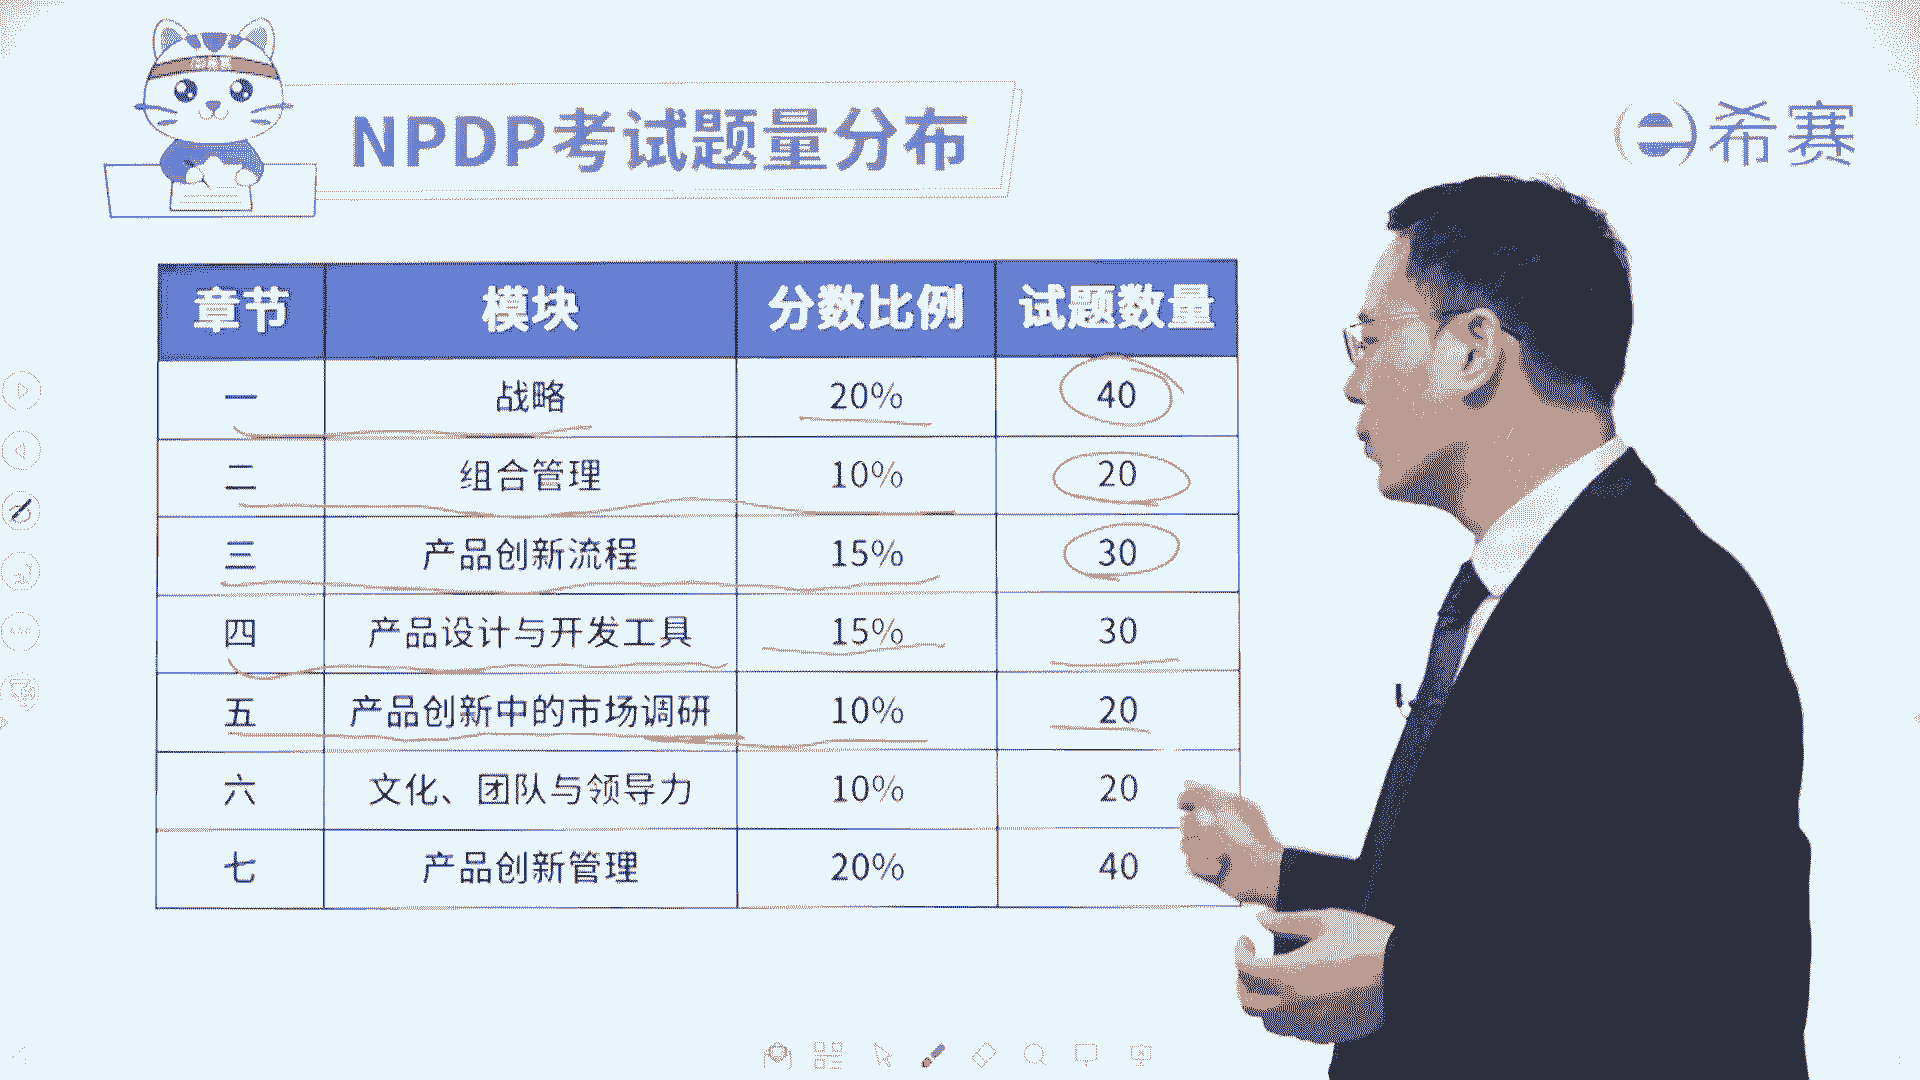 NPDP考试题量分布
希赛
章节 模块 分数比例 试题数量
一 战略 20% 40
二 组合管理 10% 20
三 产品创新流程 15% 30
四 产品设计与开发工具 15% 30
五 产品创新中的市场调研 10% 20
六 文化、团队与领导力 10% 20
七 产品创新管理 20% 40